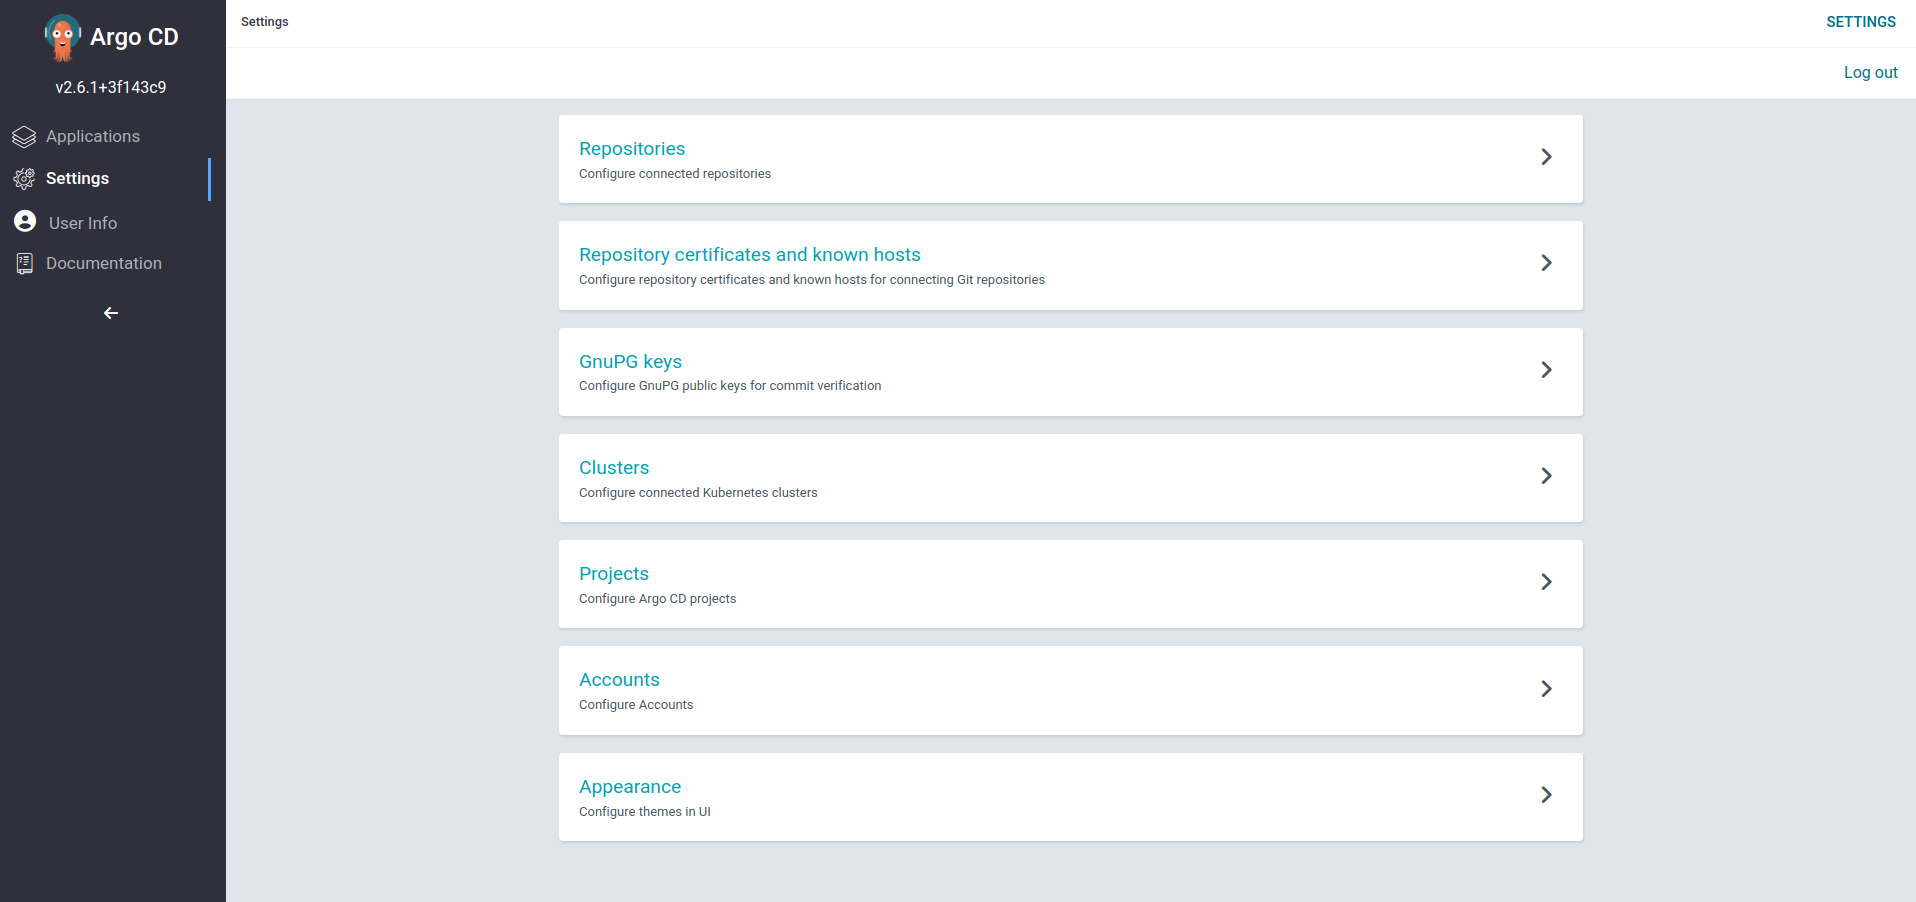 Argo CD
v2.6.1+3f143c9
Applications
Settings
User Info
Documentation
Settings
SETTINGS
Log out
Repositories
Configure connected repositories
Repository certificates and known hosts
Configure repository certificates and known hosts for connecting Git repositories
GnuPG keys
Configure GnuPG public keys for commit verification
Clusters
Configure connected Kubernetes clusters
Projects
Configure Argo CD projects
Accounts
Configure Accounts
Appearance
Configure themes in UI